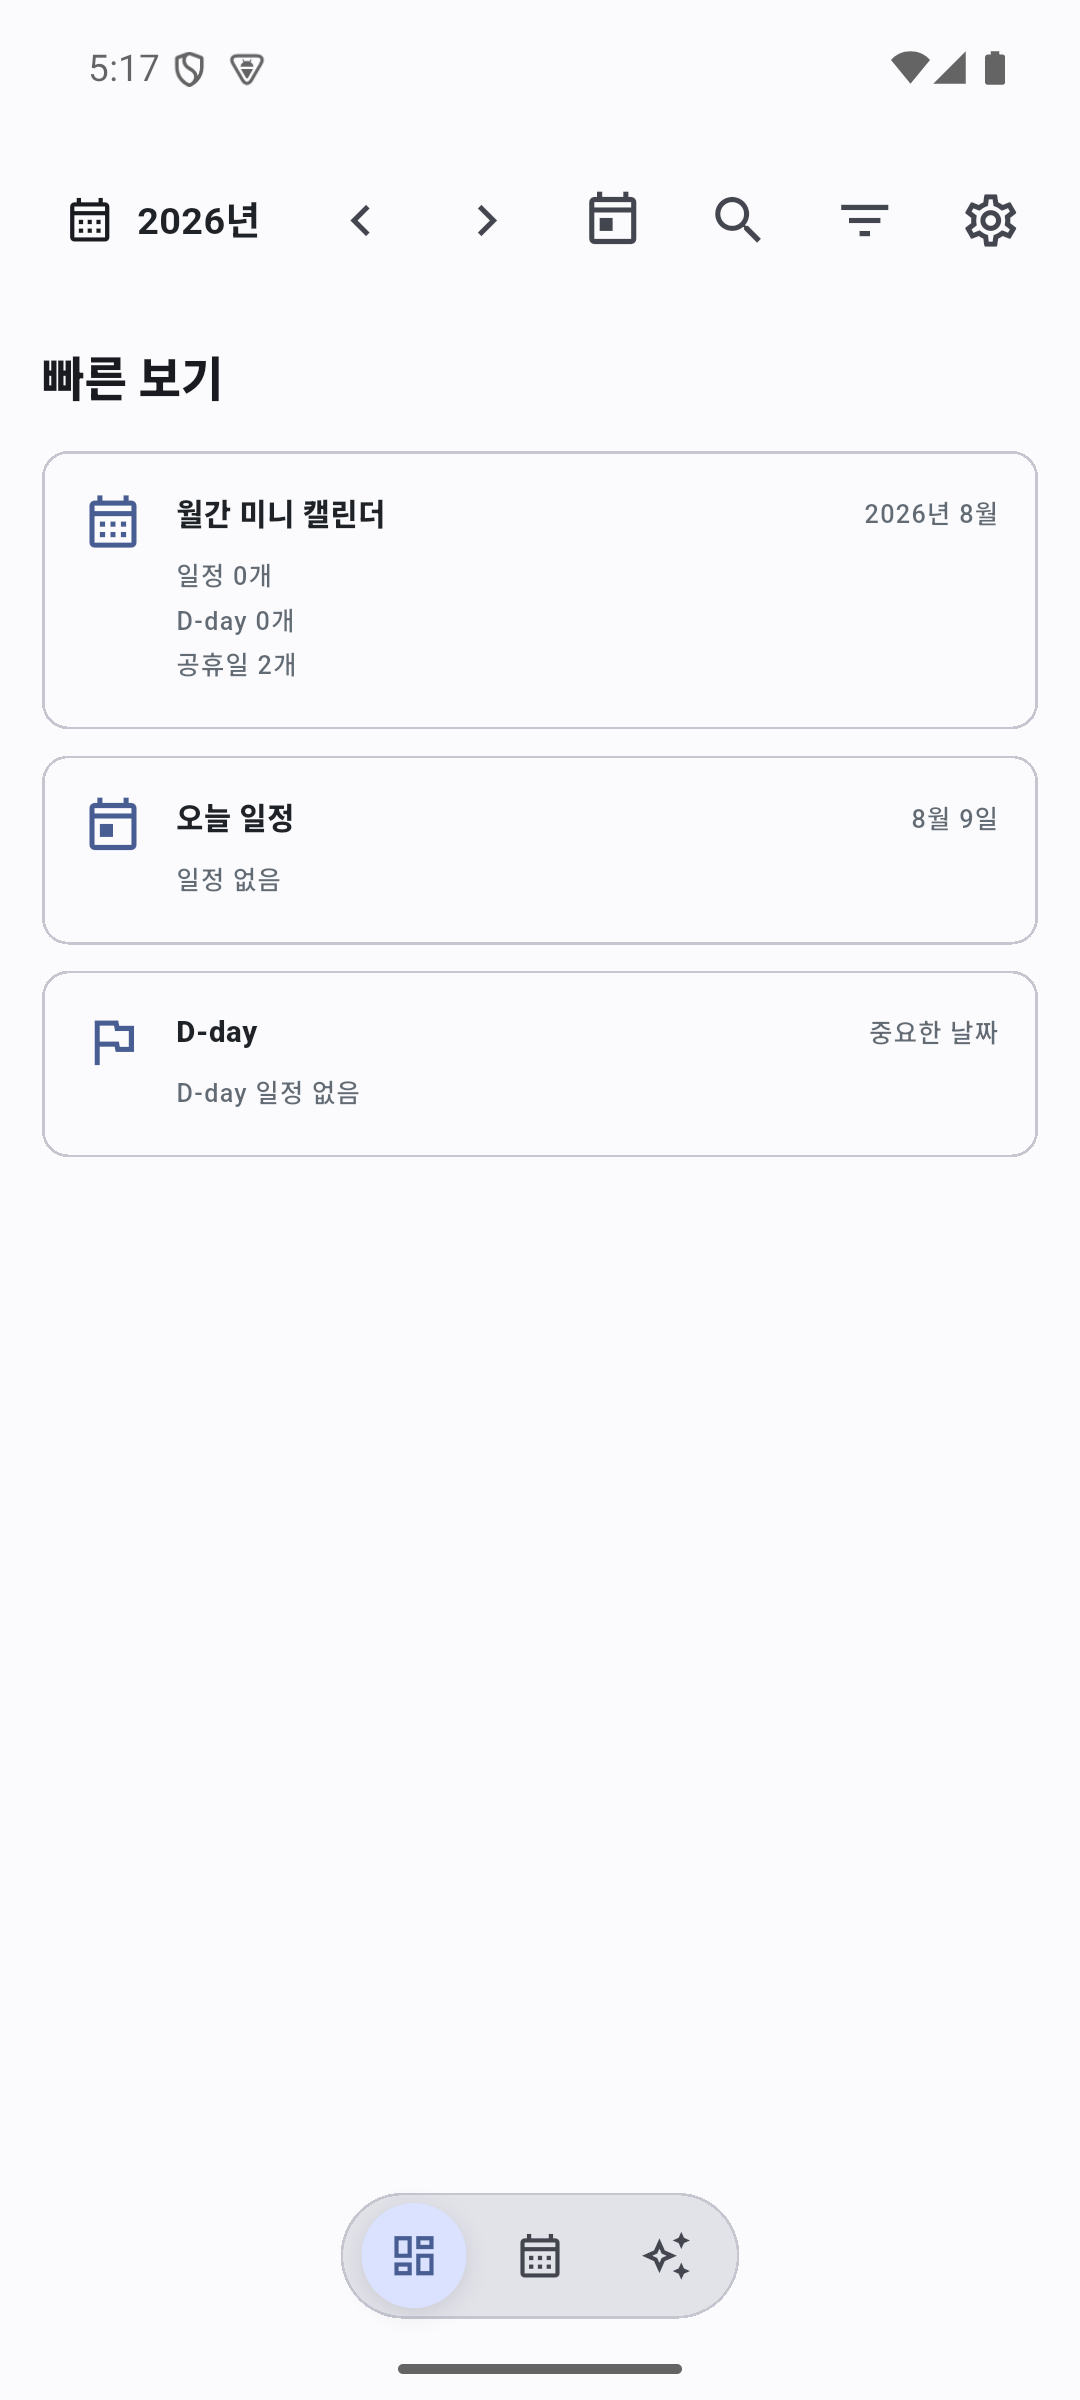 5:17
2026년
빠른 보기
월간 미니 캘린더
2026년 8월
일정 0개
D-day 0개
공휴일 2개
오늘 일정
8월 9일
일정 없음
D-day
중요한 날짜
D-day 일정 없음